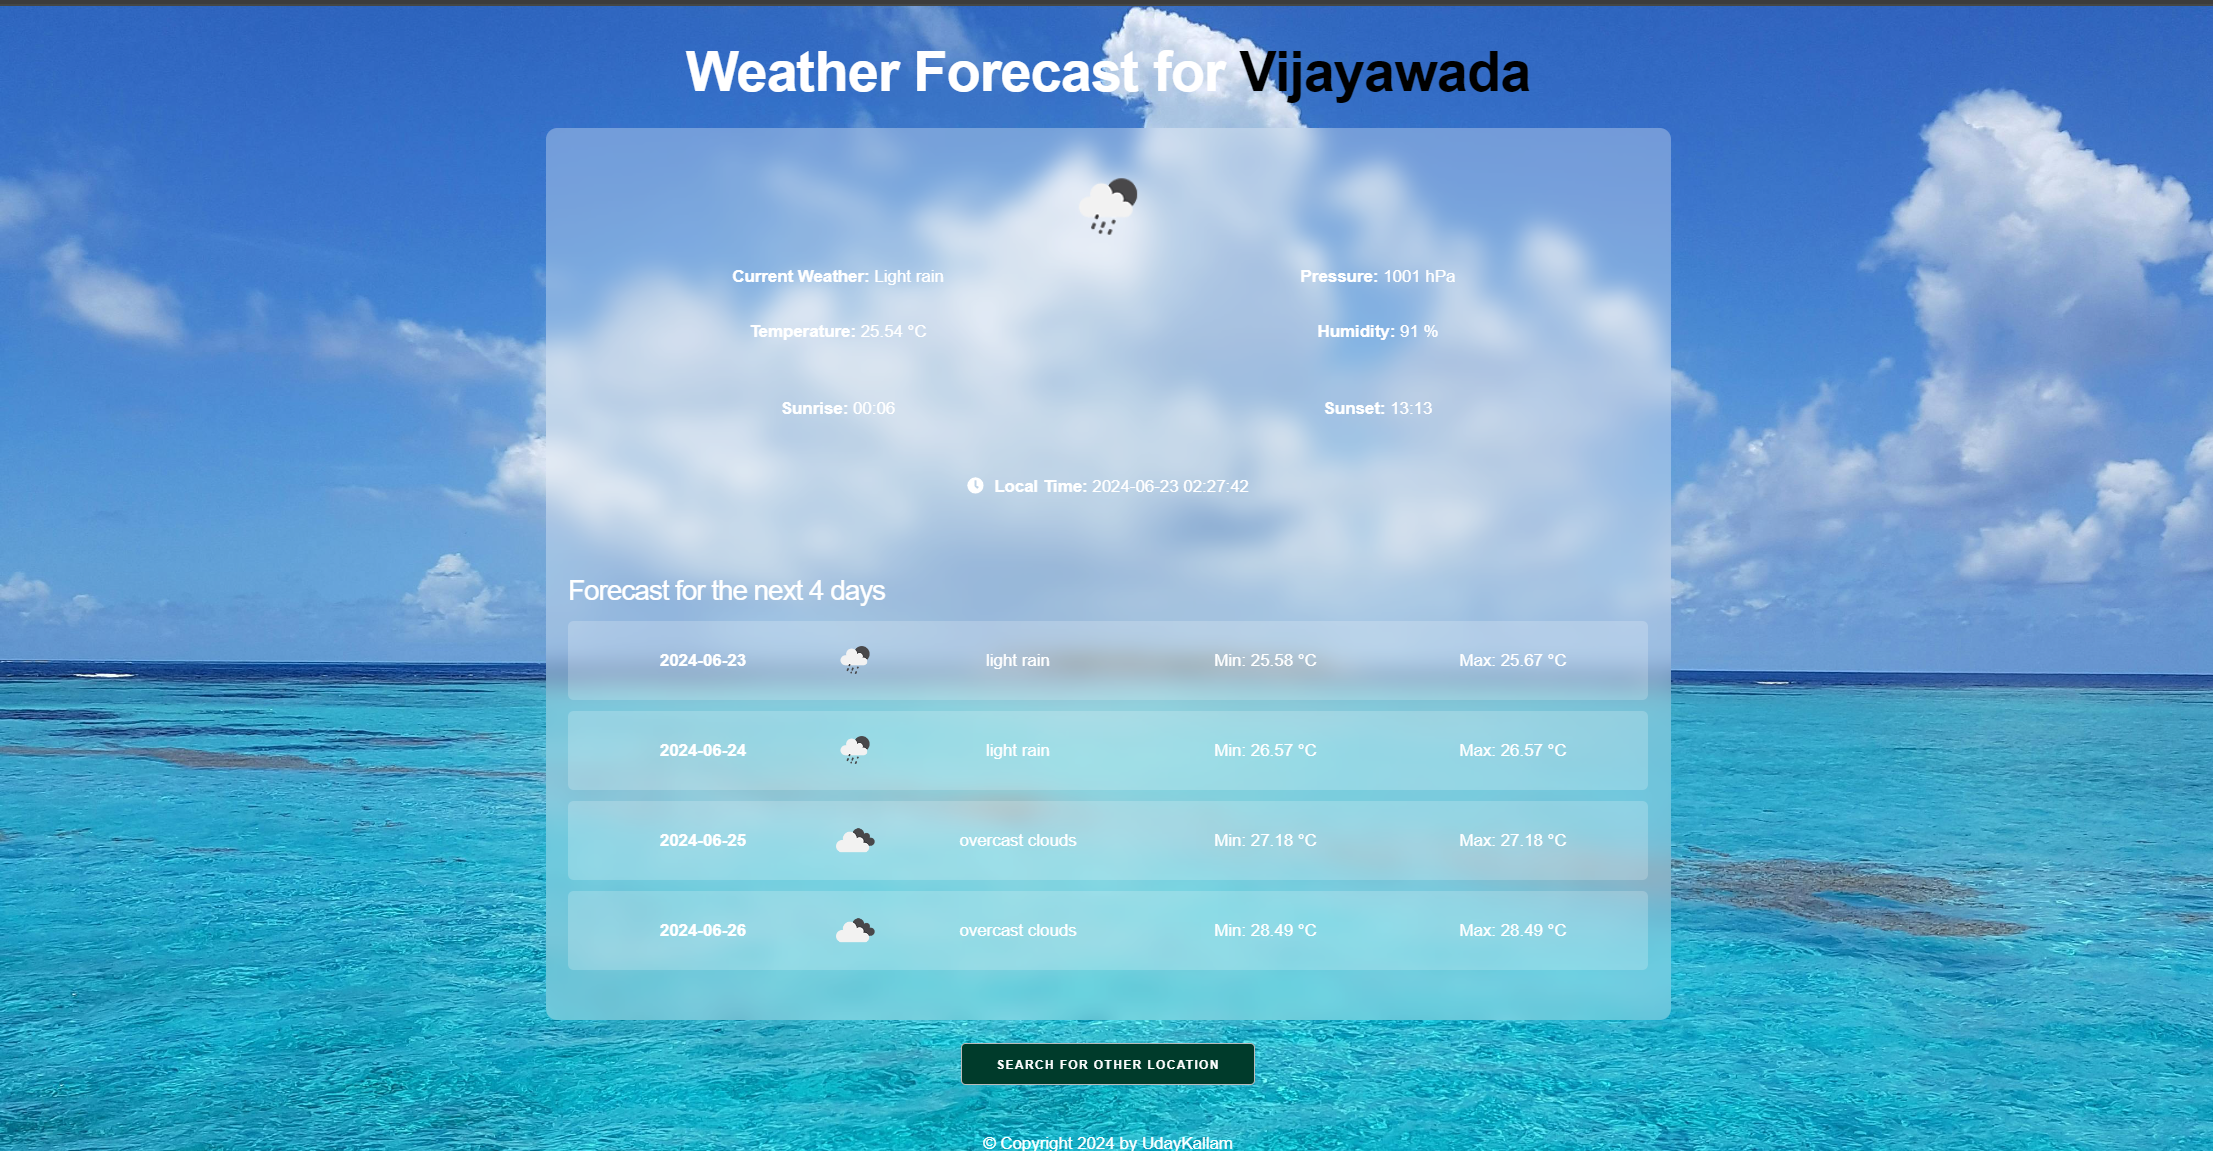 Weather Forecast for Vijayawada
Current Weather: Light rain
Pressure: 1001 hPa
Temperature: 25.54 °C
Humidity: 91 %
Sunrise: 00:06
Sunset: 13:13
Local Time: 2024-06-23 02:27:42
Forecast for the next 4 days
2024-06-23 light rain Min: 25.58 °C Max: 25.67 °C
2024-06-24 light rain Min: 26.57 °C Max: 26.57 °C
2024-06-25 overcast clouds Min: 27.18 °C Max: 27.18 °C
2024-06-26 overcast clouds Min: 28.49 °C Max: 28.49 °C
SEARCH FOR OTHER LOCATION
© Copyright 2024 by UdayKallam